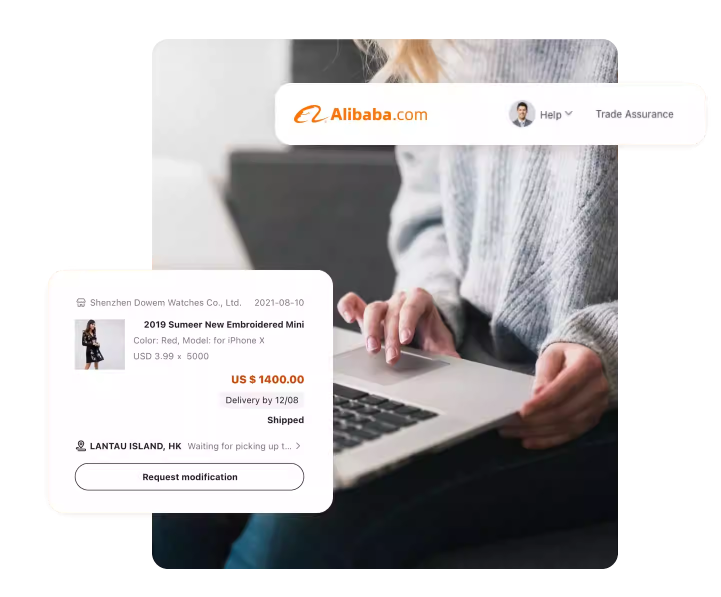 Alibaba.com
Help
Trade Assurance
Shenzhen Dowem Watches Co., Ltd. 2021-08-10
2019 Sumeer New Embroidered Mini
Color: Red, Model: for iPhone X
USD 3.99 x 5000
US $ 1400.00
Delivery by 12/08
Shipped
LANTAU ISLAND, HK Waiting for picking up t...
Request modification